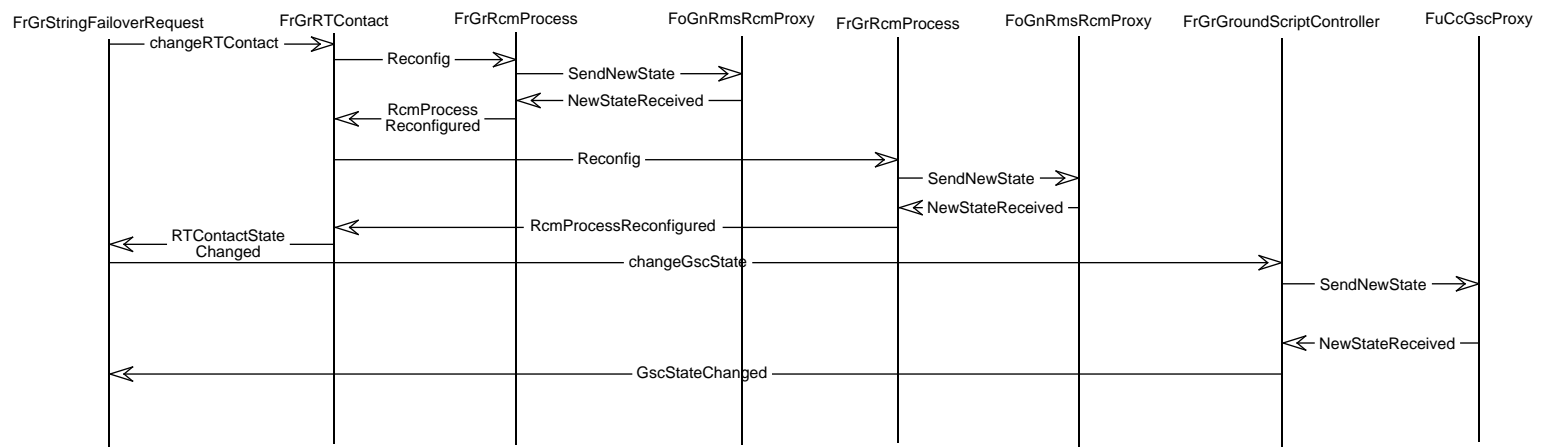 FrGrStringFailoverRequest
FrGrRTContact
FrGrRcmProcess
FoGnRmsRcmProxy
FrGrRcmProcess
FoGnRmsRcmProxy
FrGrGroundScriptController
FuCcGscProxy
changeRTContact
Reconfig
SendNewState
NewStateReceived
RcmProcess
Reconfigured
Reconfig
SendNewState
NewStateReceived
RcmProcessReconfigured
RTContactState
Changed
changeGscState
SendNewState
NewStateReceived
GscStateChanged